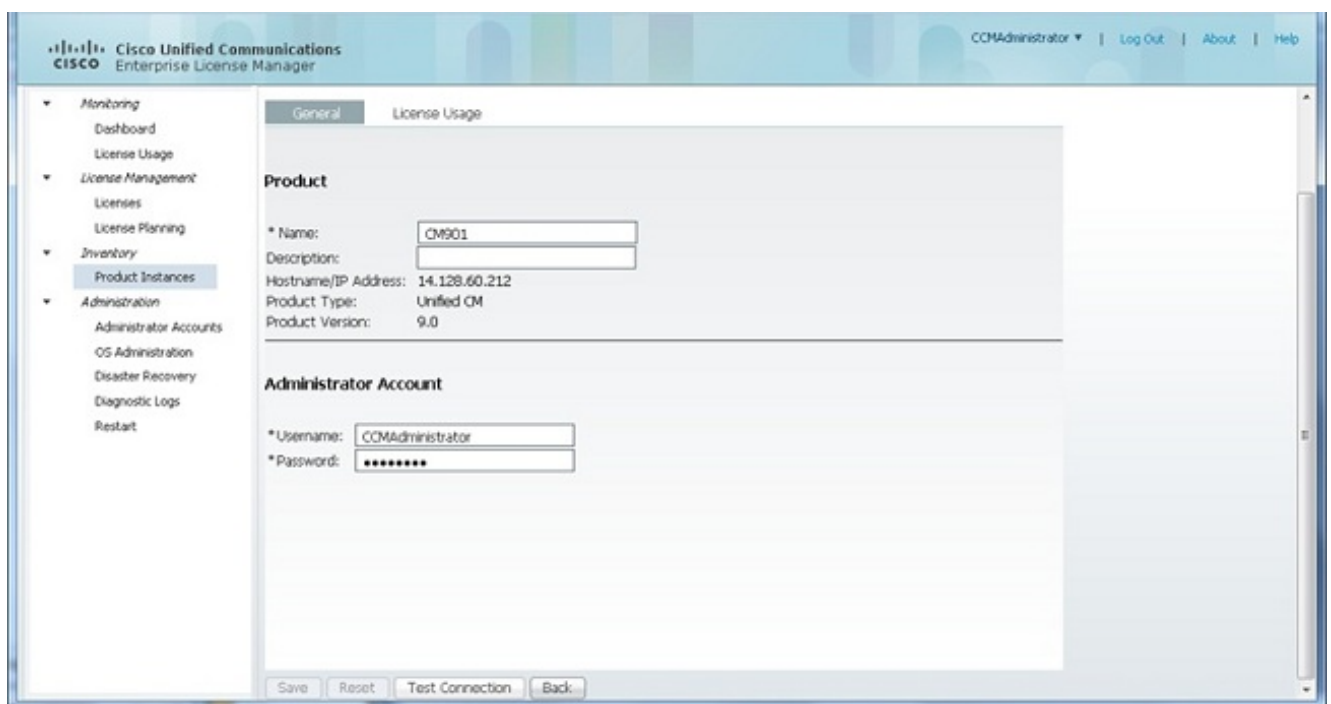 Cisco Unified Communications
CISCO Enterprise License Manager
CCMAdministrator | Log Out | About | Help
Monitoring
Dashboard
License Usage
License Management
Licenses
License Planning
Inventory
Product Instances
Administration
Administrator Accounts
OS Administration
Disaster Recovery
Diagnostic Logs
Restart
General License Usage
Product
* Name: CM901
Description:
Hostname/IP Address: 14.128.60.212
Product Type: Unified CM
Product Version: 9.0
Administrator Account
*Username: CCMAdministrator
*Password: ••••••••
Save Reset Test Connection Back